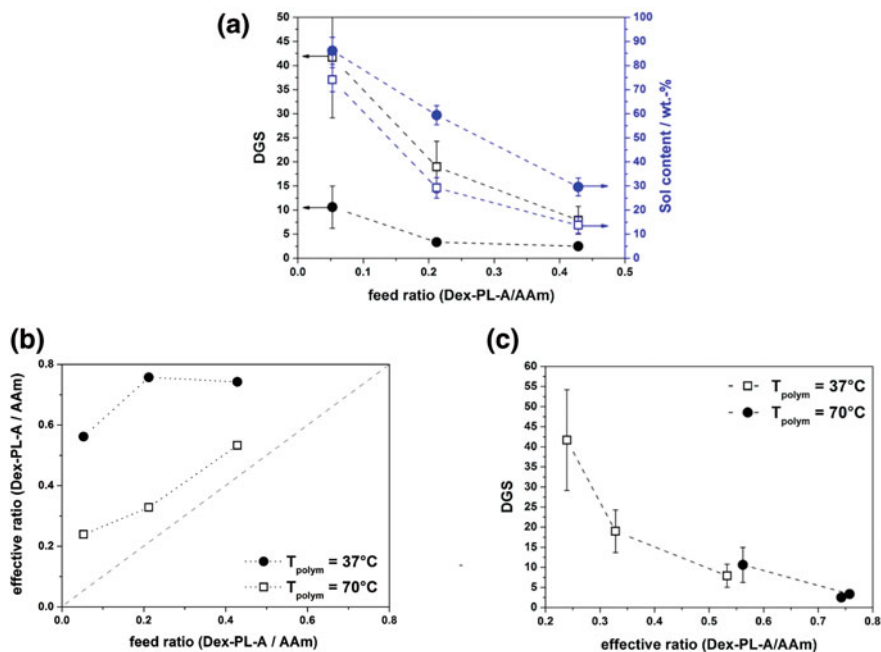 (a)
50
45
40
35
30
25
20
15
10
5
0
DGS
100
90
80
70
60
50
40
30
20
10
0
Sol content / wt.-%
0.0 0.1 0.2 0.3 0.4 0.5
feed ratio (Dex-PL-A/AAm)
(b)
0.8
0.6
0.4
0.2
0.0
effective ratio (Dex-PL-A / AAm)
T polym = 37°C
T polym = 70°C
0.0 0.2 0.4 0.6 0.8
feed ratio (Dex-PL-A / AAm)
(c)
60
55
50
45
40
35
30
25
20
15
10
5
0
DGS
T polym = 37°C
T polym = 70°C
0.2 0.3 0.4 0.5 0.6 0.7 0.8
effective ratio (Dex-PL-A/AAm)